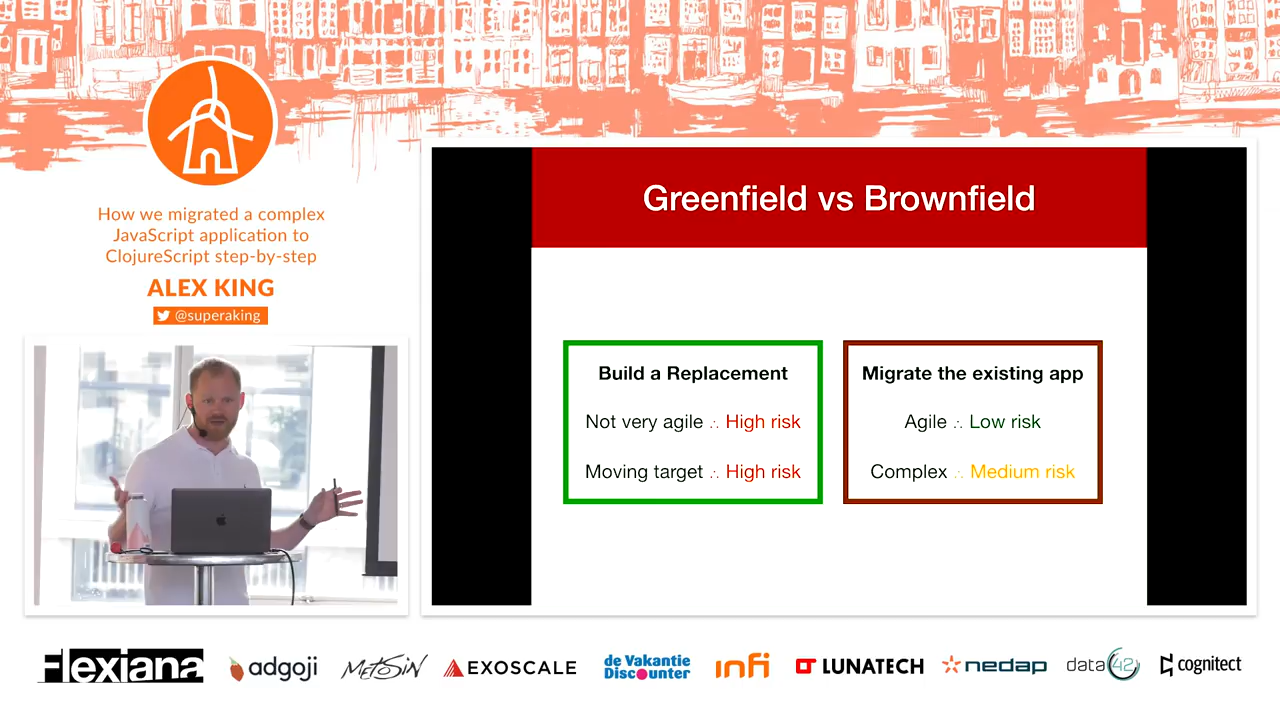 How we migrated a complex
JavaScript application to
ClojureScript step-by-step
ALEX KING
@superaking
Greenfield vs Brownfield
Build a Replacement
Not very agile ∴ High risk
Moving target ∴ High risk
Migrate the existing app
Agile ∴ Low risk
Complex ∴ Medium risk
Flexiana
adgoji
METOSIN
EXOSCALE
de Vakantie
Discounter
infi
LUNATECH
nedap
data42
cognitect